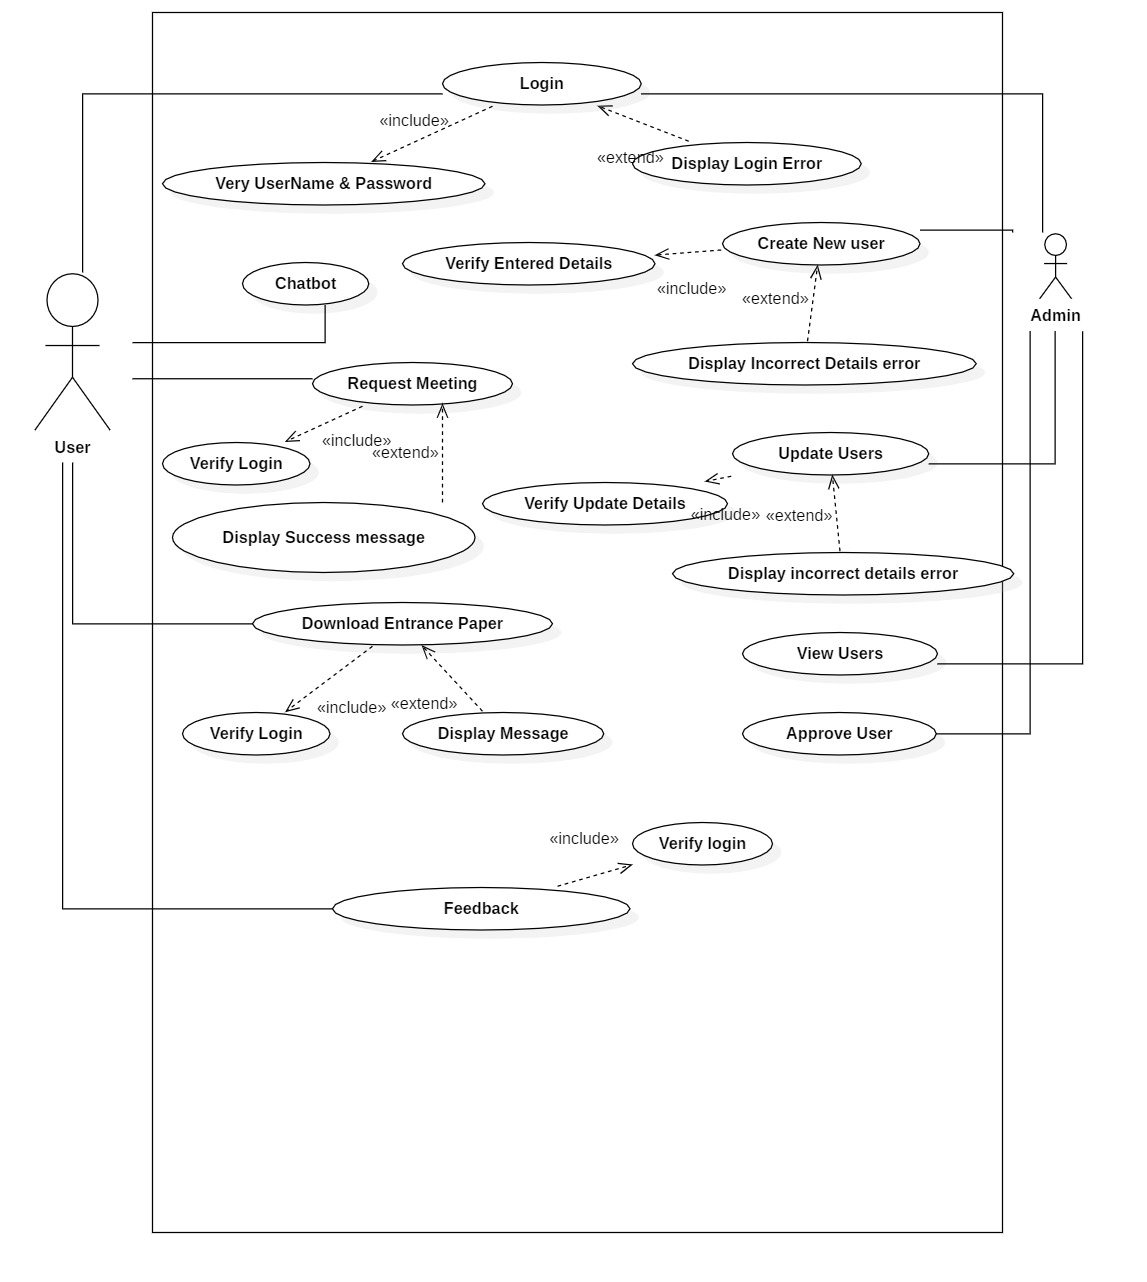 Login
«include»
«extend»
Very UserName & Password
Display Login Error
Create New user
Verify Entered Details
Chatbot
«include»
«extend»
Admin
Display Incorrect Details error
Request Meeting
User
«include»
«extend»
Verify Login
Update Users
Verify Update Details
«include»
«extend»
Display Success message
Display incorrect details error
Download Entrance Paper
View Users
«include»
«extend»
Verify Login
Display Message
Approve User
«include»
Verify login
Feedback